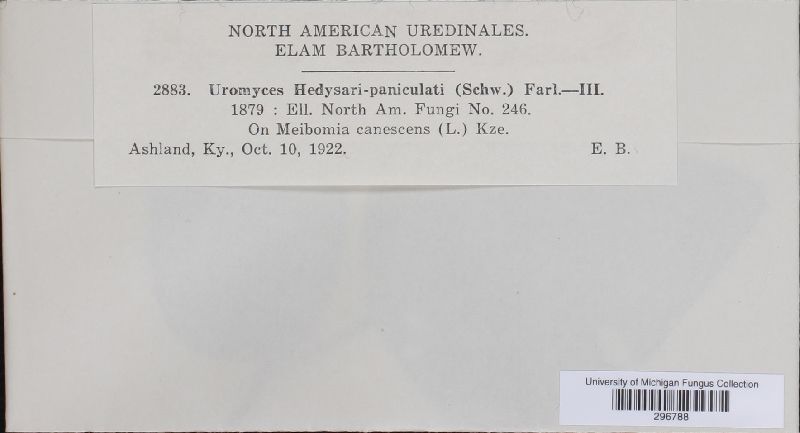 NORTH AMERICAN UREDINALES.
ELAM BARTHOLOMEW.
2883. Uromyces Hedysari-paniculati (Schw.) Farl.—III.
1879 : Ell. North Am. Fungi No. 246.
On Meibomia canescens (L.) Kze.
Ashland, Ky., Oct. 10, 1922. E. B.
University of Michigan Fungus Collection
296788